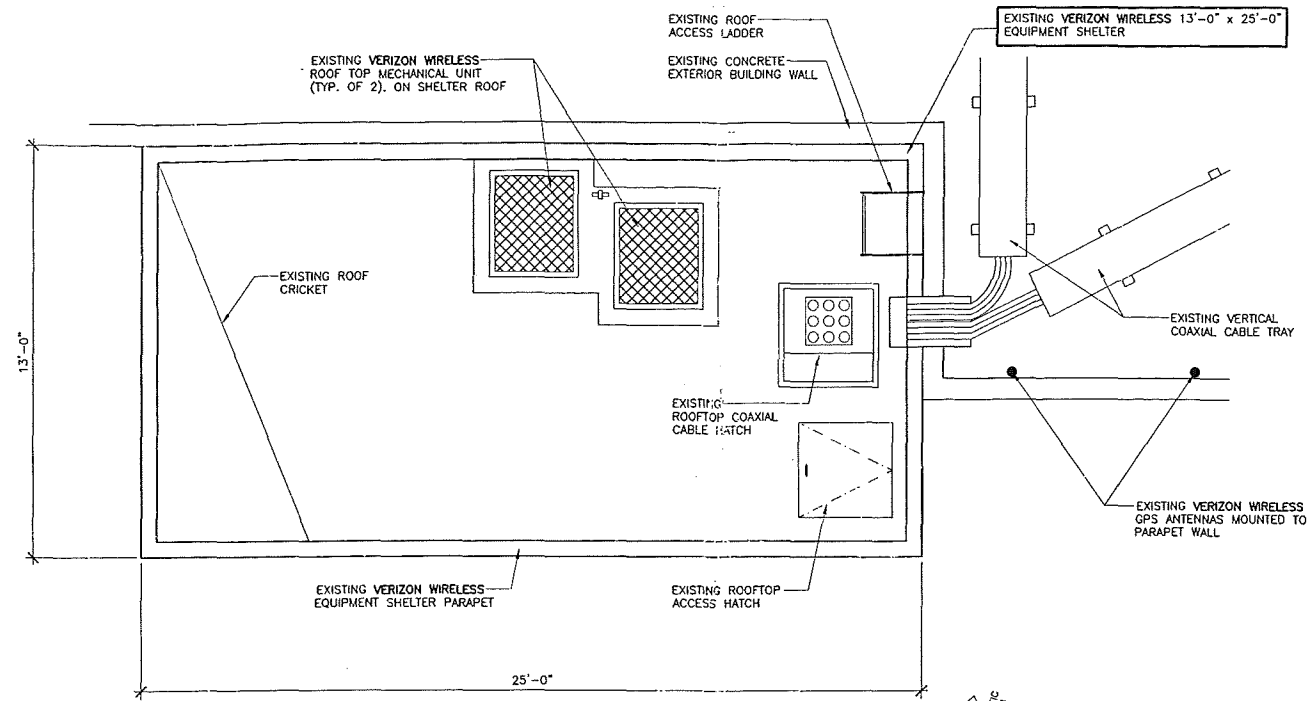 EXISTING ROOF
ACCESS LADDER
EXISTING VERIZON WIRELESS 13'-0" x 25'-0"
EQUIPMENT SHELTER
EXISTING VERIZON WIRELESS
ROOF TOP MECHANICAL UNIT
(TYP. OF 2). ON SHELTER ROOF
EXISTING CONCRETE
EXTERIOR BUILDING WALL
EXISTING ROOF
CRICKET
13'-0"
EXISTING VERTICAL
COAXIAL CABLE TRAY
EXISTING
ROOFTOP COAXIAL
CABLE HATCH
EXISTING VERIZON WIRELESS
GPS ANTENNAS MOUNTED TO
PARAPET WALL
EXISTING VERIZON WIRELESS
EQUIPMENT SHELTER PARAPET
EXISTING ROOFTOP
ACCESS HATCH
25'-0"